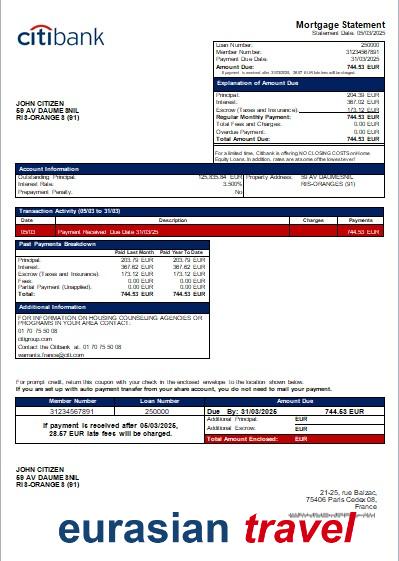 citibank
Mortgage Statement
Statement Date: 05/03/2025
Loan Number: 250000
Member Number: 31234567891
Payment Due Date: 31/03/2025
Amount Due: 744.53 EUR
If payment is received after 31/03/2025, 28.57 EUR late fees will be charged.
Explanation of Amount Due
Principal: 204.39 EUR
Interest: 367.02 EUR
Escrow (Taxes and Insurance): 173.12 EUR
Regular Monthly Payment: 744.53 EUR
Total Fees and Charges: 0.00 EUR
Overdue Payment: 0.00 EUR
Total Amount Due: 744.53 EUR
JOHN CITIZEN
59 AV DAUMESNIL
RIS-ORANGES (91)
For a limited time, Citibank is offering NO CLOSING COSTS on Home
Equity Loans. In addition, rates are at some of the lowest ever!
Account Information
Outstanding Principal: EUR Property Address: 59 AV DAUMESNIL
Interest Rate: 3.500% RIS-ORANGES (91)
Prepayment Penalty: No
Transaction Activity (05/03 to 31/03)
Date Description Charges Payments
05/03 Payment Received Due Date 31/03/25 744.53 EUR
Past Payments Breakdown
Paid Last Month Paid Year To Date
Principal: 203.79 EUR 203.79 EUR
Interest: 367.62 EUR 367.62 EUR
Escrow (Taxes and Insurance): 173.12 EUR 173.12 EUR
Fees: 0.00 EUR 0.00 EUR
Partial Payment (Unapplied): 0.00 EUR 0.00 EUR
Total: 744.53 EUR 744.53 EUR
Additional Information
FOR INFORMATION ON HOUSING COUNSELING AGENCIES OR
PROGRAMS IN YOUR AREA CONTACT:
01 70 75 50 08
citigroup.com
Contact the Citibank at. 01 70 75 50 08
warrants.france@citi.com
For prompt credit, return this coupon with your check in the enclosed envelope to the location shown below.
If you are set up with auto payment transfer from your share account, you do not need to mail your payment.
Member Number Loan Number Amount Due
31234567891 250000 Due By: 31/03/2025 744.53 EUR
If payment is received after 05/03/2025,
28.57 EUR late fees will be charged.
Additional Principal: EUR
Additional Escrow: EUR
Total Amount Enclosed: EUR
JOHN CITIZEN
59 AV DAUMESNIL
RIS-ORANGES (91)
21-25, rue Balzac,
75406 Paris Cedex 08,
France
eurasian travel